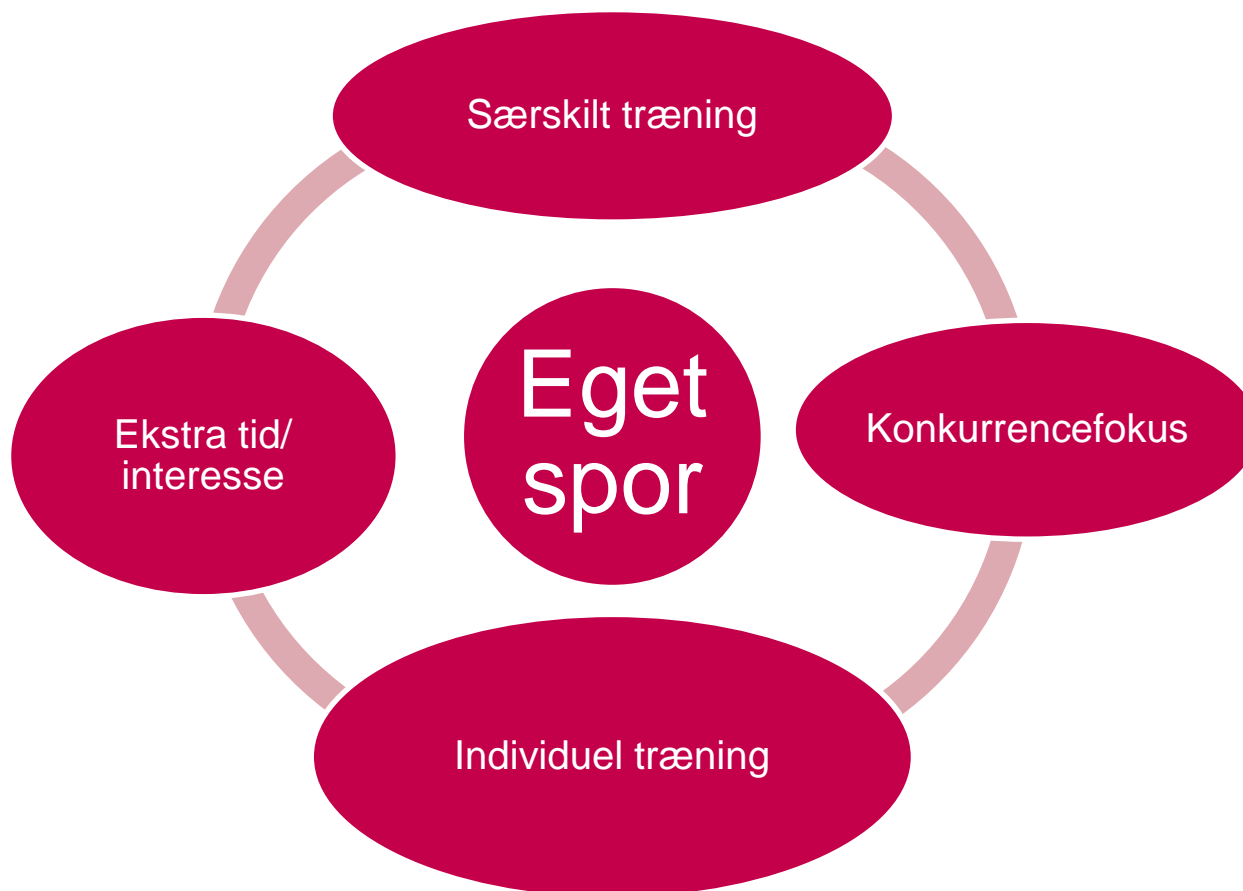 Særskilt træning
Ekstra tid/
interesse
Eget
spor
Konkurrencefokus
Individuel træning